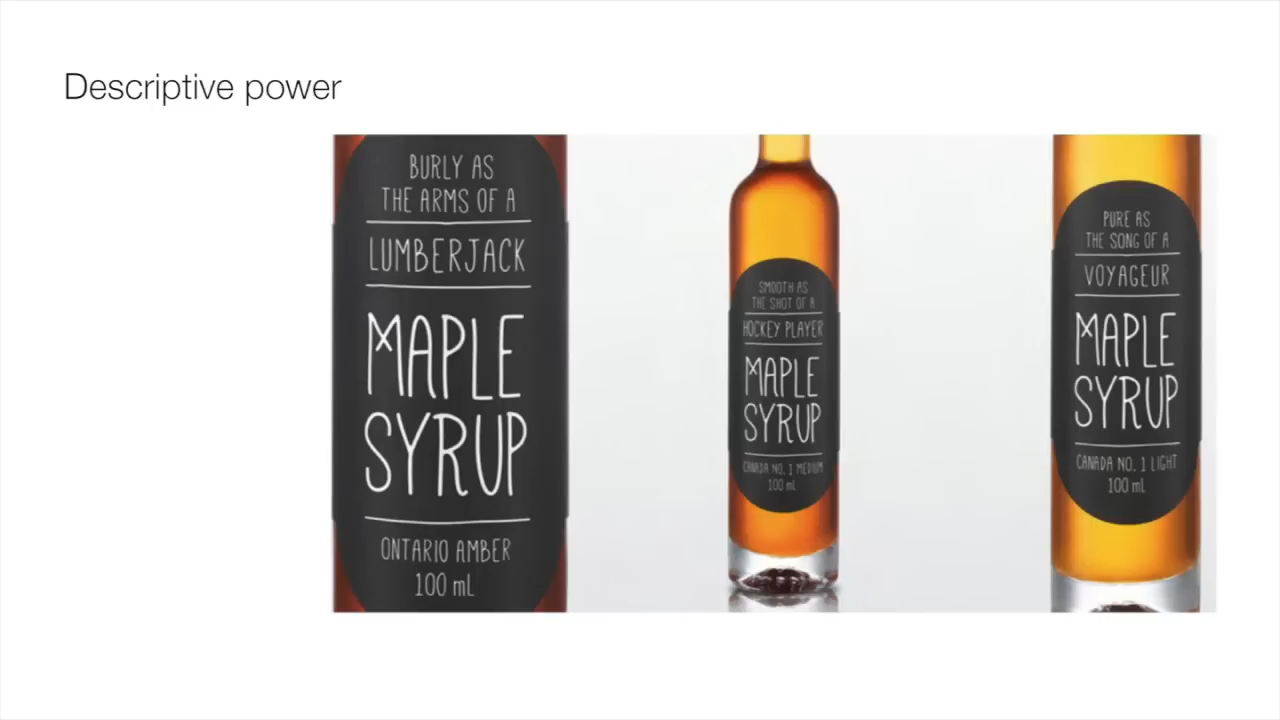 Descriptive power
BURLY AS
THE ARMS OF A
LUMBERJACK
MAPLE
SYRUP
ONTARIO AMBER
100 mL
SMOOTH AS
THE SHOT OF A
HOCKEY PLAYER
MAPLE
SYRUP
CANADA NO. 1 MEDIUM
100 mL
PURE AS
THE SONG OF A
VOYAGEUR
MAPLE
SYRUP
CANADA NO. 1 LIGHT
100 mL